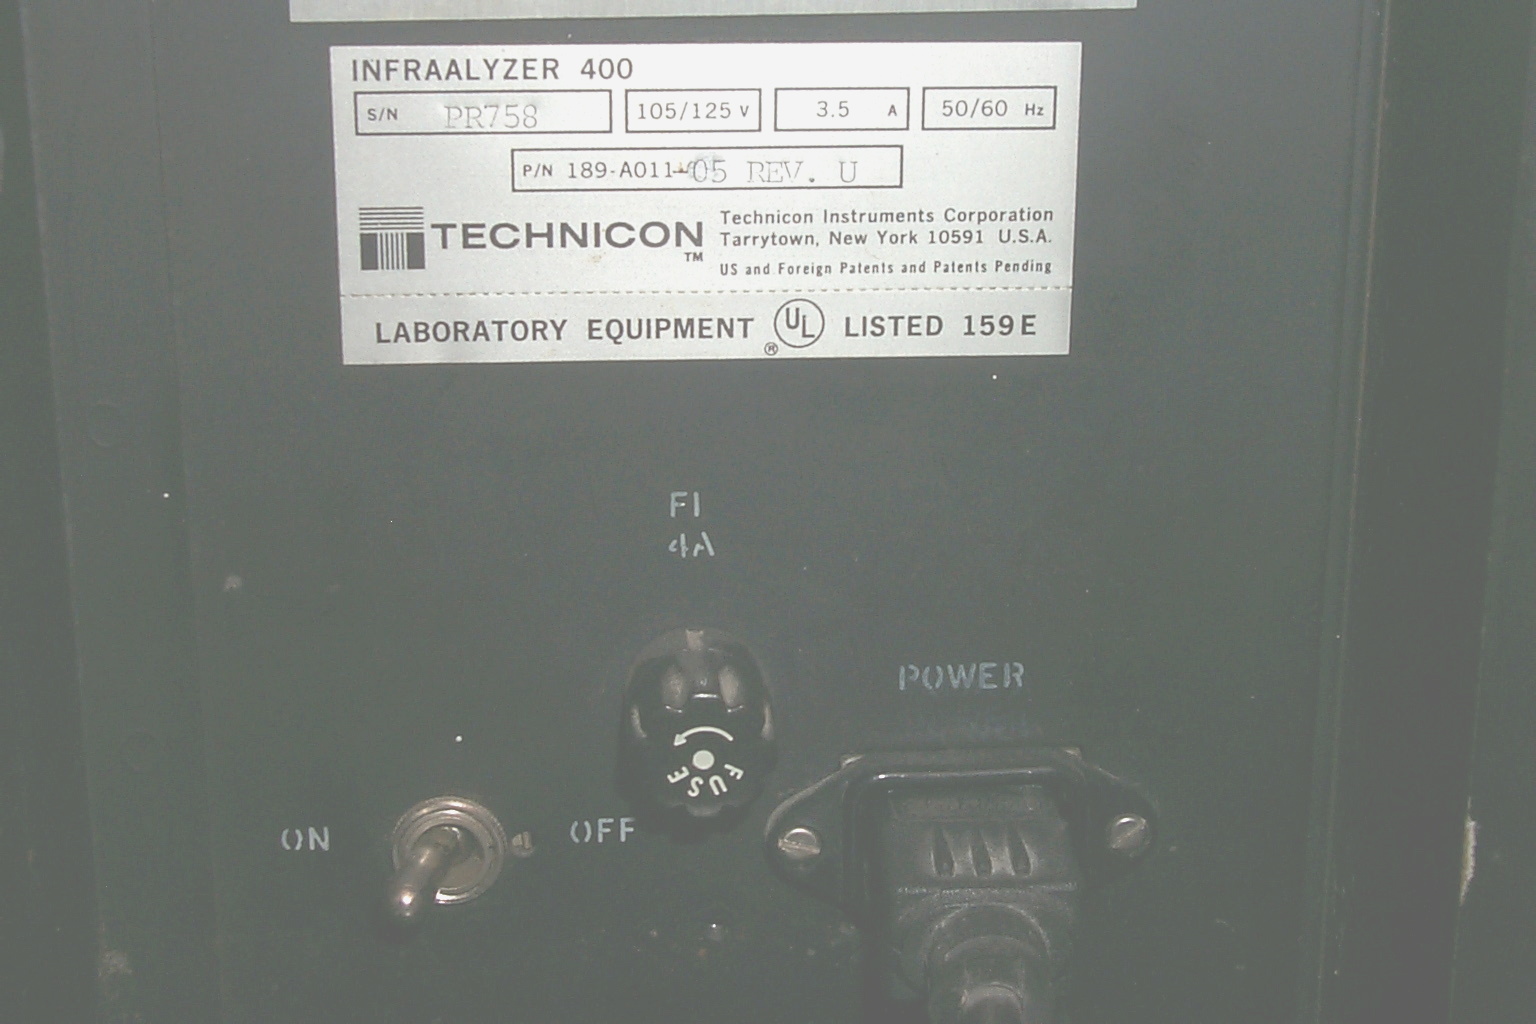 INFRAALYZER 400
S/N PR758 105/125 V 3.5 A 50/60 Hz
P/N 189-A011-05 REV. U
TECHNICON TM
Technicon Instruments Corporation
Tarrytown, New York 10591 U.S.A.
US and Foreign Patents and Patents Pending
LABORATORY EQUIPMENT UL ® LISTED 159E
F1
4A
POWER
FUSE
ON OFF